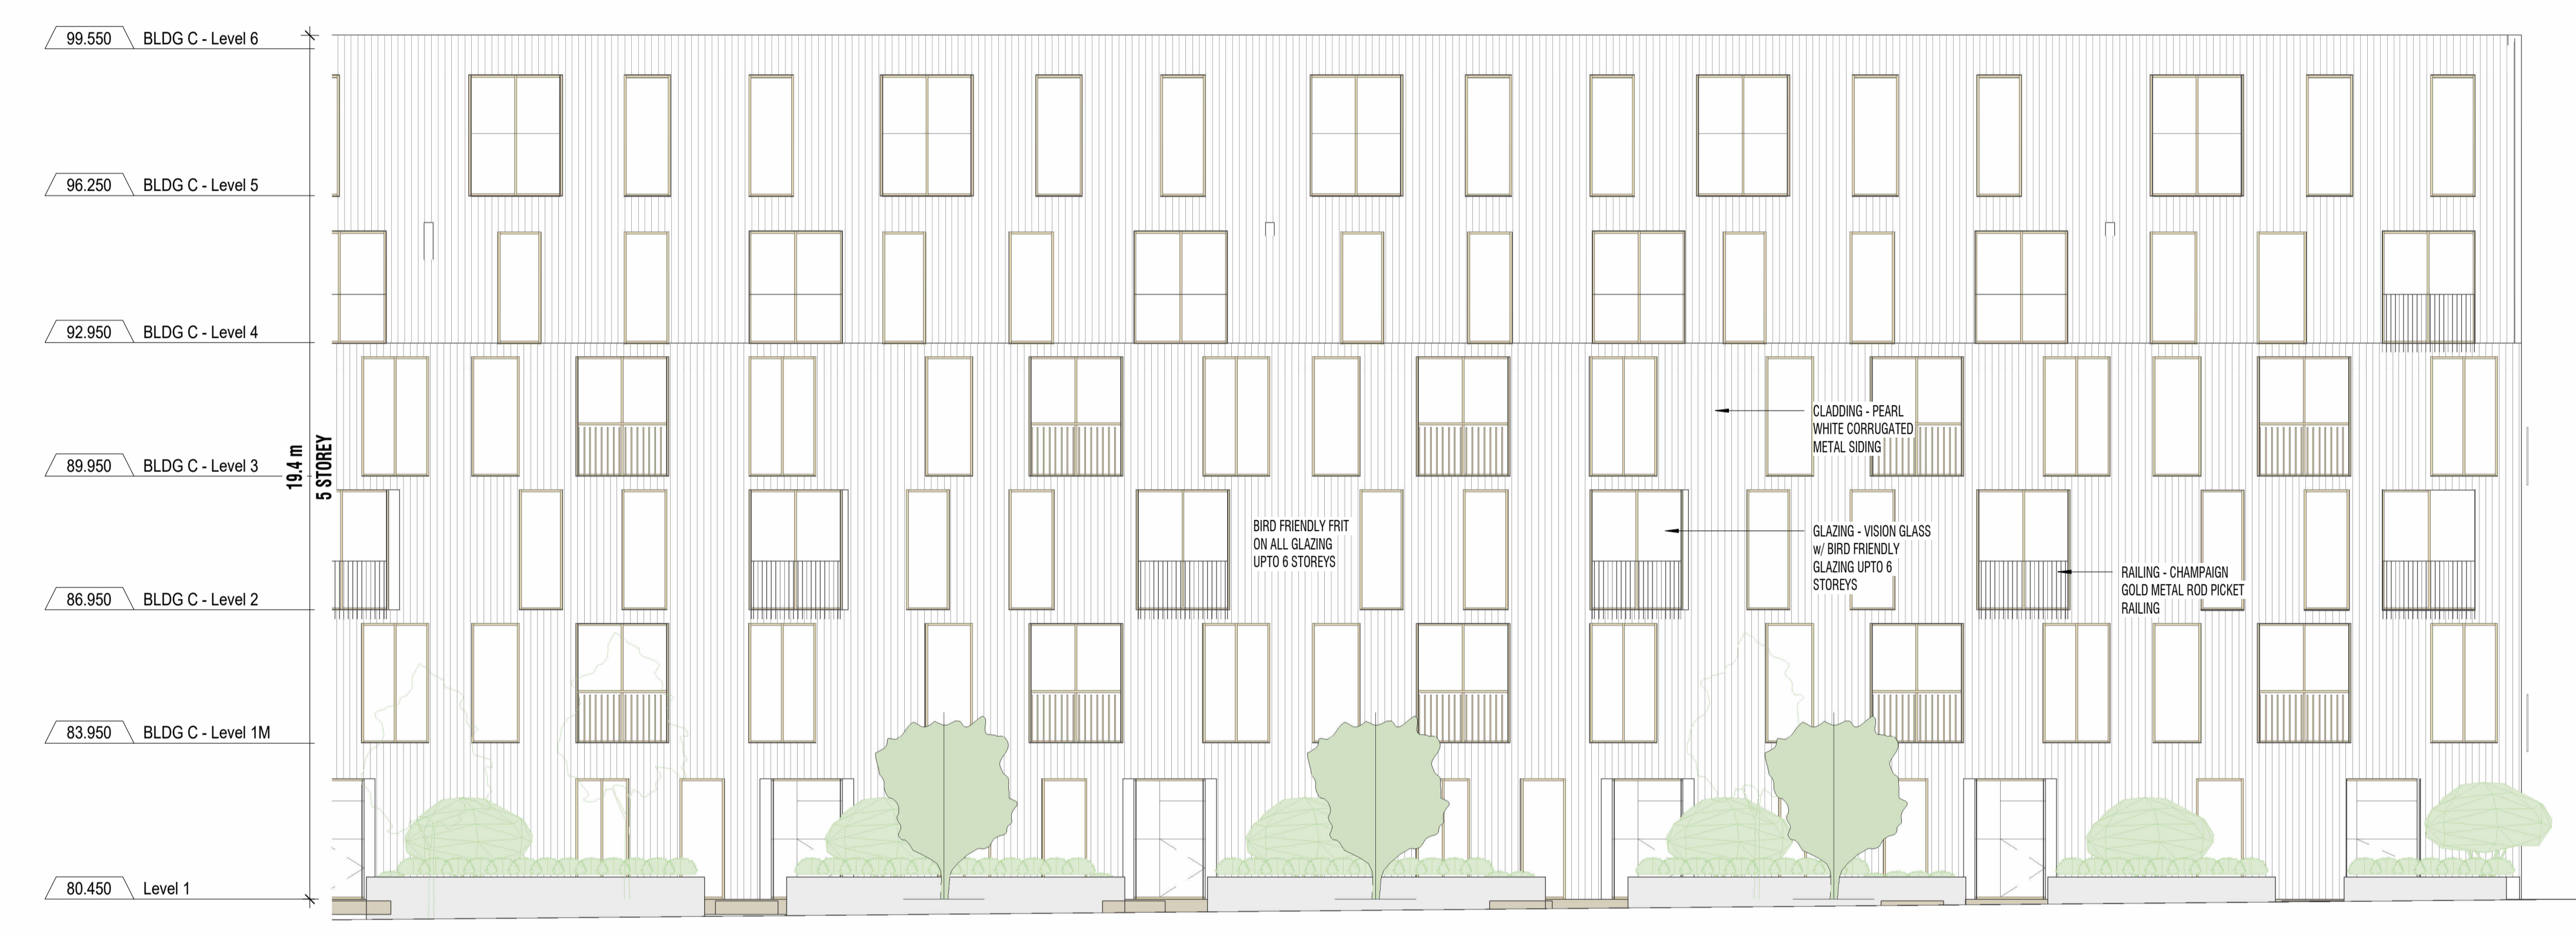 99.550 BLDG C - Level 6
96.250 BLDG C - Level 5
92.950 BLDG C - Level 4
89.950 BLDG C - Level 3
86.950 BLDG C - Level 2
83.950 BLDG C - Level 1M
80.450 Level 1
19.4 m
5 STOREY
BIRD FRIENDLY FRIT
ON ALL GLAZING
UPTO 6 STOREYS
CLADDING - PEARL
WHITE CORRUGATED
METAL SIDING
GLAZING - VISION GLASS
w/ BIRD FRIENDLY
GLAZING UPTO 6
STOREYS
RAILING - CHAMPAIGN
GOLD METAL ROD PICKET
RAILING